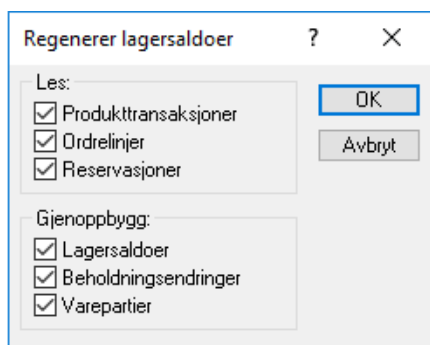 Regenerer lagersaldoer ?
Les:
Produkttransaksjoner
Ordrelinjer
Reservasjoner
OK
Avbryt
Gjenoppbygg:
Lagersaldoer
Beholdningsendringer
Varepartier